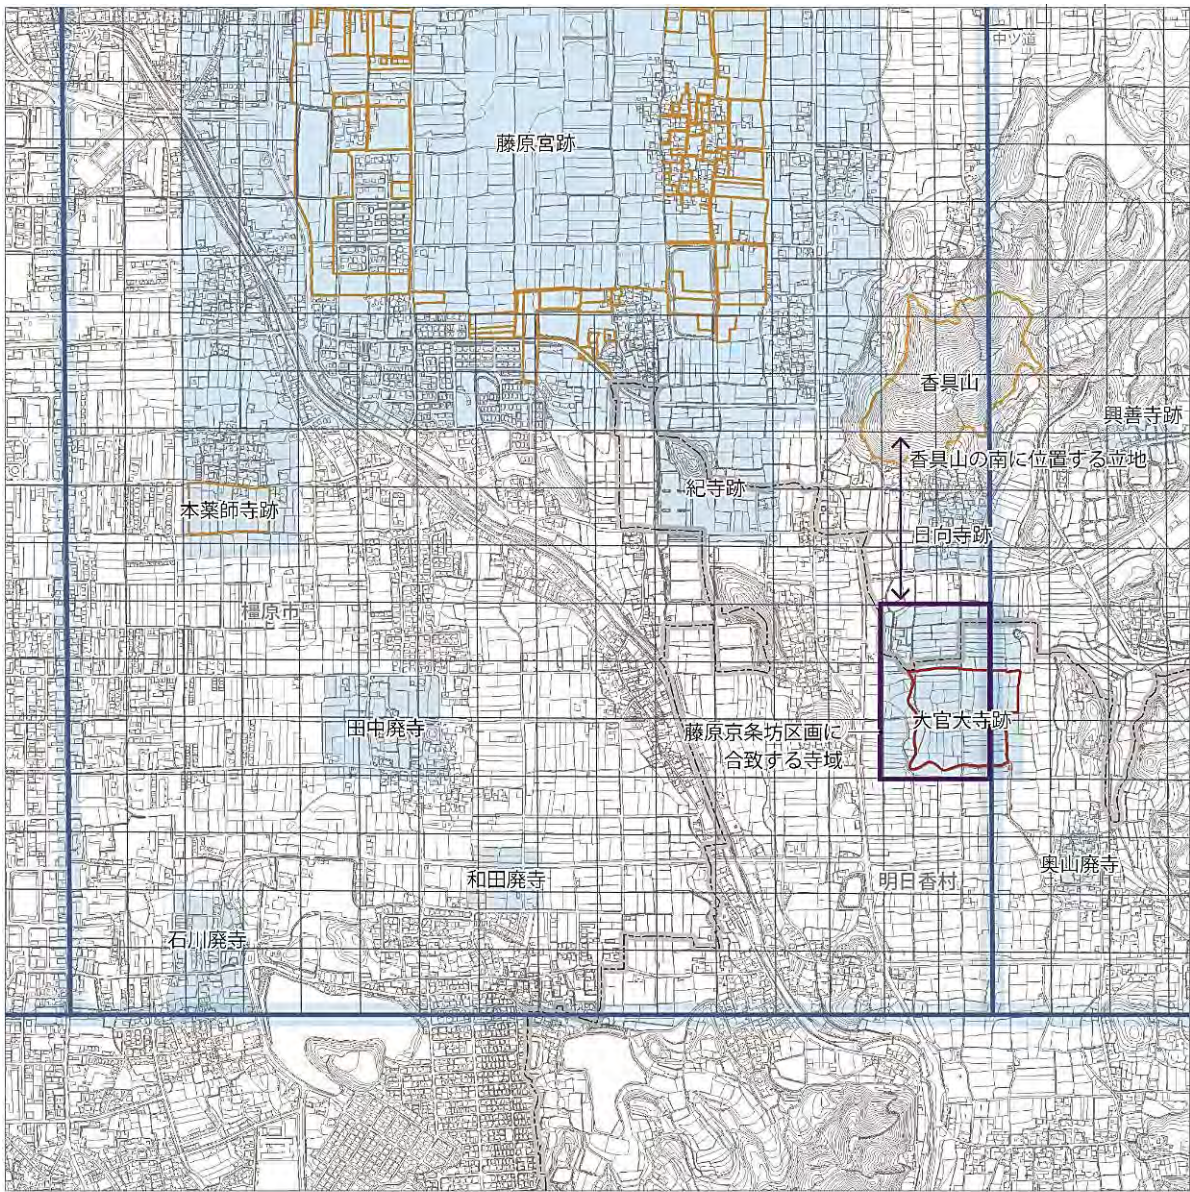 下ツ道
中ツ道
藤原宮跡
香具山
興善寺跡
香具山の南に位置する立地
紀寺跡
本薬師寺跡
日向寺跡
橿原市
大官大寺跡
田中廃寺
藤原京条坊区画に
合致する寺域
奥山廃寺
和田廃寺
明日香村
石川廃寺